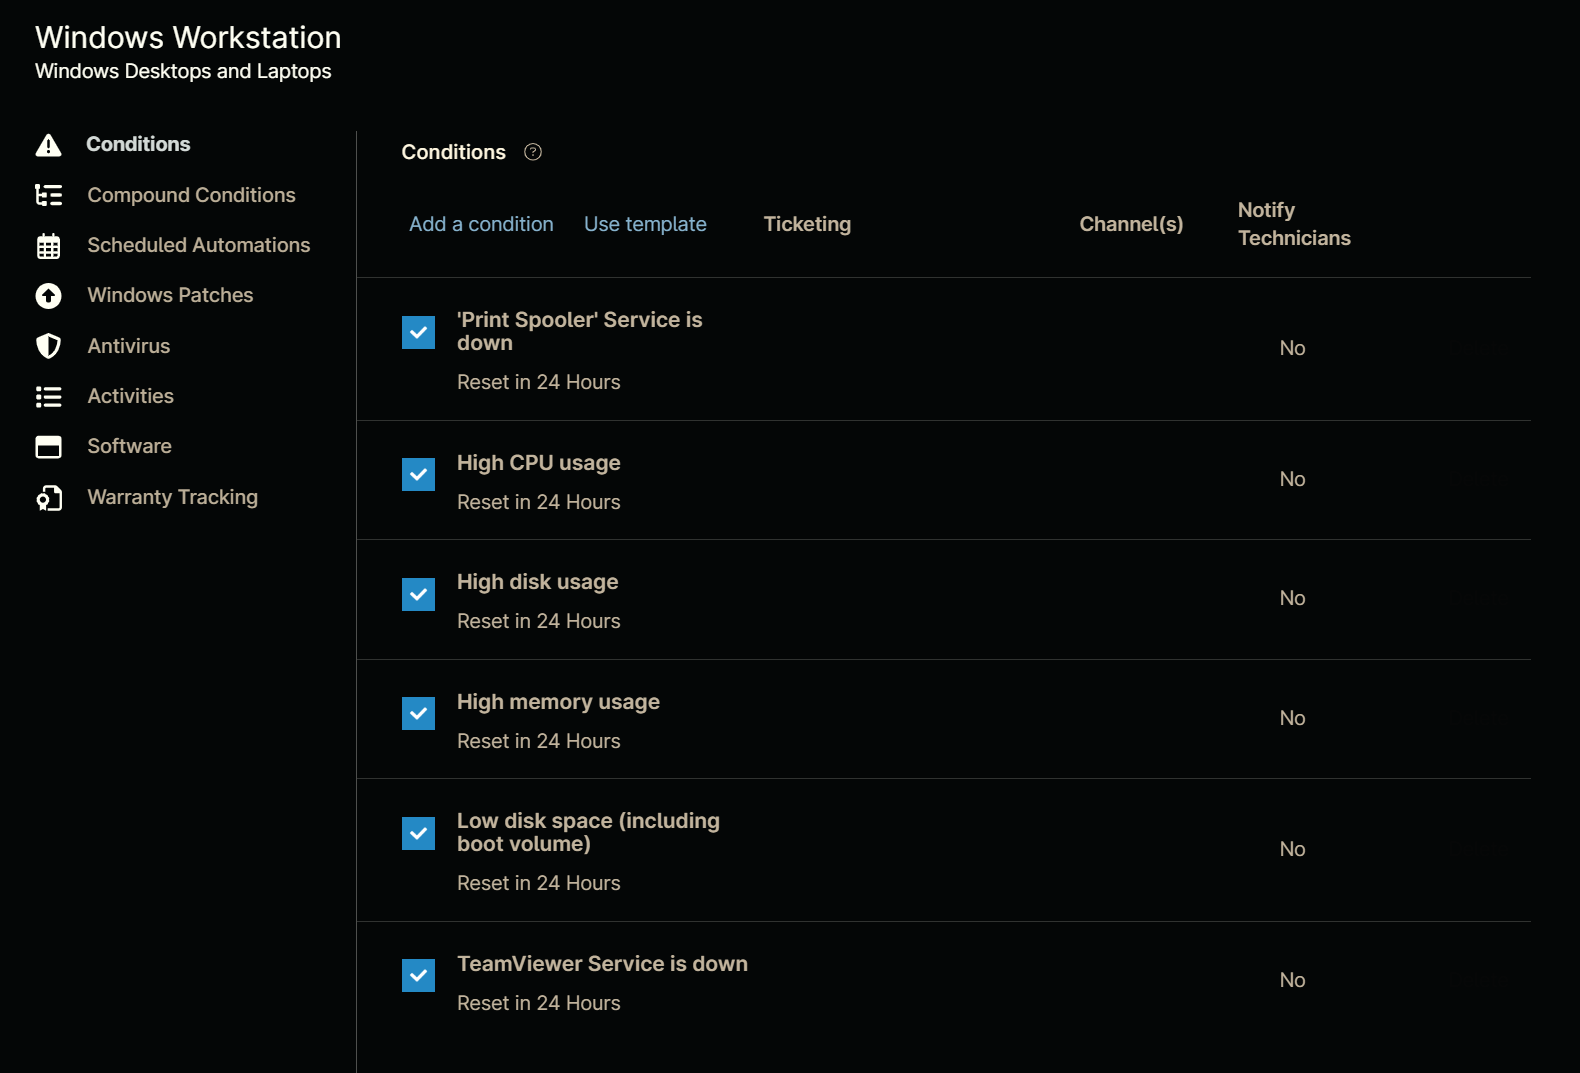 Windows Workstation
Windows Desktops and Laptops
Conditions
Compound Conditions
Scheduled Automations
Windows Patches
Antivirus
Activities
Software
Warranty Tracking
Conditions
Add a condition Use template Ticketing Channel(s) Notify
Technicians
'Print Spooler' Service is
down
Reset in 24 Hours
No
High CPU usage
Reset in 24 Hours
No
High disk usage
Reset in 24 Hours
No
High memory usage
Reset in 24 Hours
No
Low disk space (including
boot volume)
Reset in 24 Hours
No
TeamViewer Service is down
Reset in 24 Hours
No